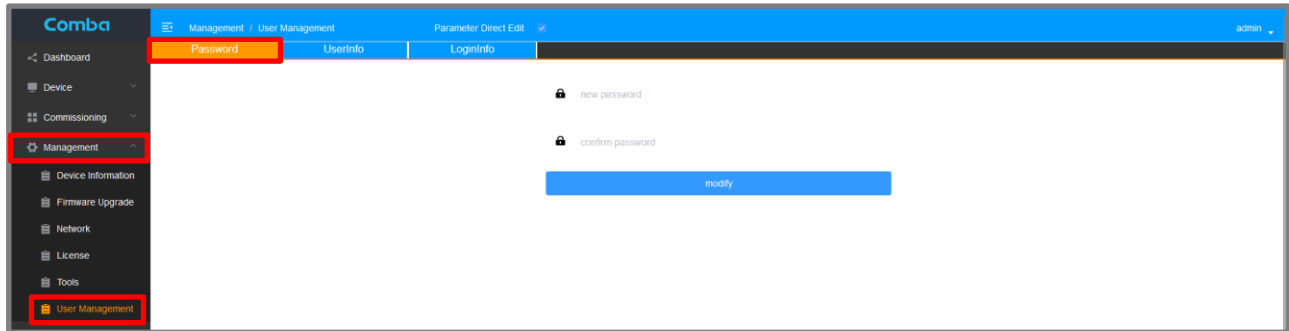 Comba
Management / User Management
Parameter Direct Edit
admin
Password
UserInfo
LoginInfo
Dashboard
Device
Commissioning
Management
Device Information
Firmware Upgrade
Network
License
Tools
User Management
new password
confirm password
modify